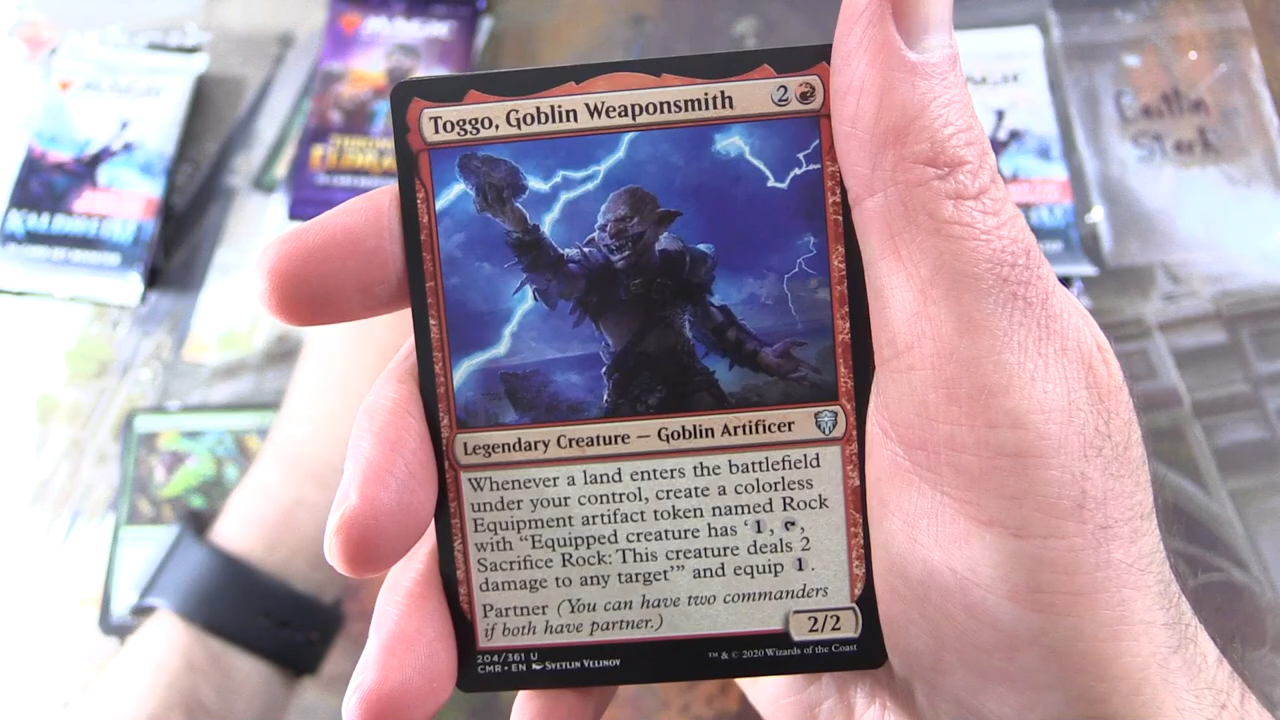 Toggo, Goblin Weaponsmith 2
Legendary Creature — Goblin Artificer
Whenever a land enters the battlefield
under your control, create a colorless
Equipment artifact token named Rock
with “Equipped creature has ‘1, ,
Sacrifice Rock: This creature deals 2
damage to any target’” and equip 1.
Partner (You can have two commanders
if both have partner.)
2/2
204/361 U
CMR • EN Svetlin Velinov
™ & © 2020 Wizards of the Coast
MAGIC
KALDHEIM